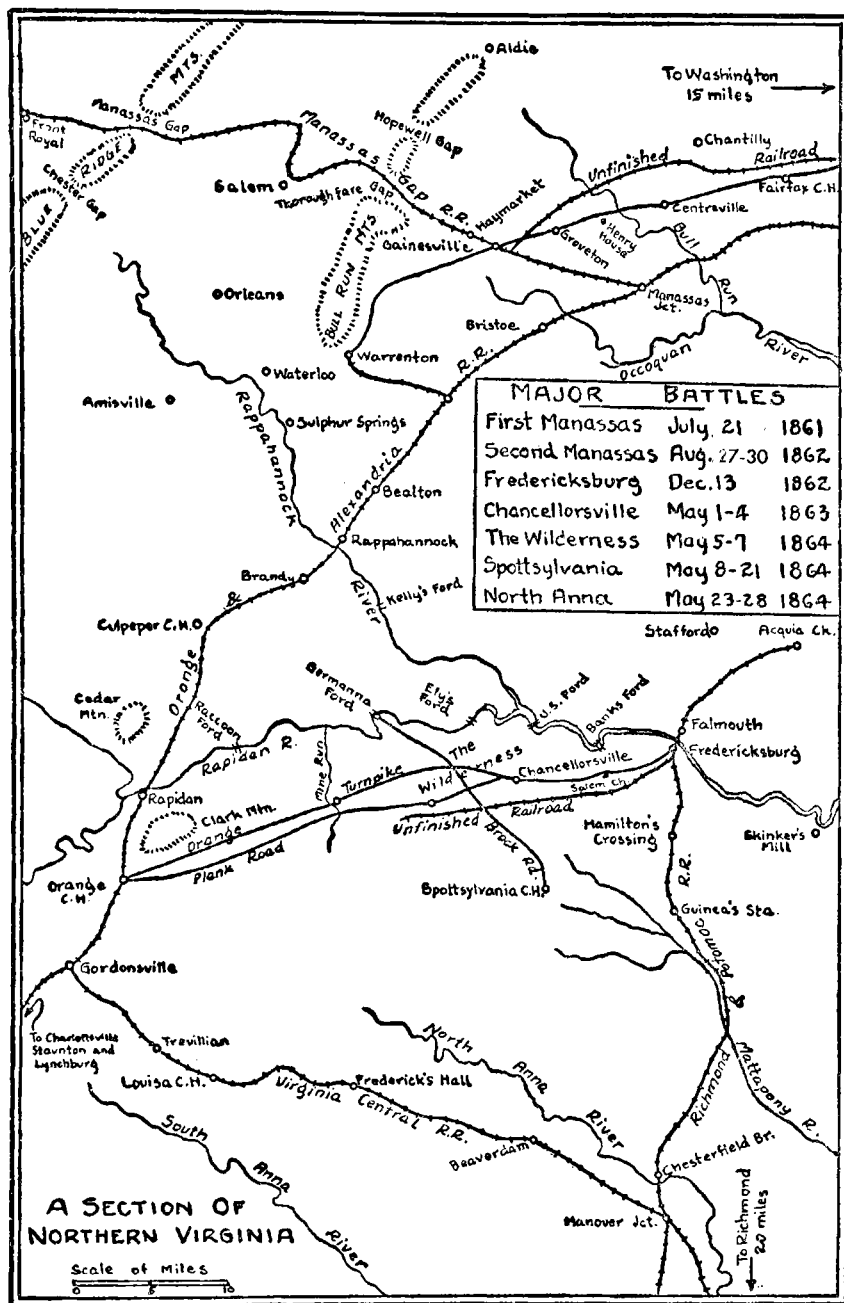 Aldie
MTS.
To Washington
15 miles
Manassas Gap
Hopewell Gap
Front
Royal
Manassas Gap R.R.
Chantilly
Unfinished Railroad
Fairfax C.H.
RIDGE
Chester Gap
BLUE
Salem
Thoroughfare Gap
Haymarket
Centsville
Henry
House
Groveton
Gainesville
Bull Run
BULL RUN MTS
Orleans
Manassas
Jct.
Bristoe
Occoquan River
Warrenton
Waterloo
Amisville
Sulphur Springs
Rappahannock River
MAJOR BATTLES
First Manassas July, 21 1861
Second Manassas Aug. 27-30 1862
Fredericksburg Dec. 13 1862
Chancellorsville May 1-4 1863
The Wilderness May 5-7 1864
Spottsylvania May 8-21 1864
North Anna May 23-28 1864
Orange & Alexandria R.R.
Bealton
Rappahannock
Brandy
Kelly's Ford
Culpeper C.H.
Stafford
Acquia Ch.
Cedar
Mtn.
Raccoon
Ford
Germanna
Ford
Ely's
Ford
U.S. Ford
Banks Ford
Falmouth
Fredericksburg
Rapidan R.
Mine Run
The Wilderness
Chancellorsville
Turnpike
Salem Ch.
Rapidan
Clark Mtn.
Orange
Plank Road
Unfinished Railroad
Brock Rd.
Hamilton's
Crossing
Skinker's
Mill
Orange
C.H.
Spottsylvania C.H.
Guinea's Sta.
Richmond & Potomac R.R.
Gordonsville
To Charlottsville
Staunton and
Lynchburg
Trevillian
North Anna River
Mattapony R.
Louisa C.H.
Frederick's Hall
Virginia Central R.R.
Beaverdam
Chesterfield Br.
South Anna River
Manover Jct.
To Richmond
20 miles
A SECTION OF
NORTHERN VIRGINIA
Scale of Miles
0 5 10